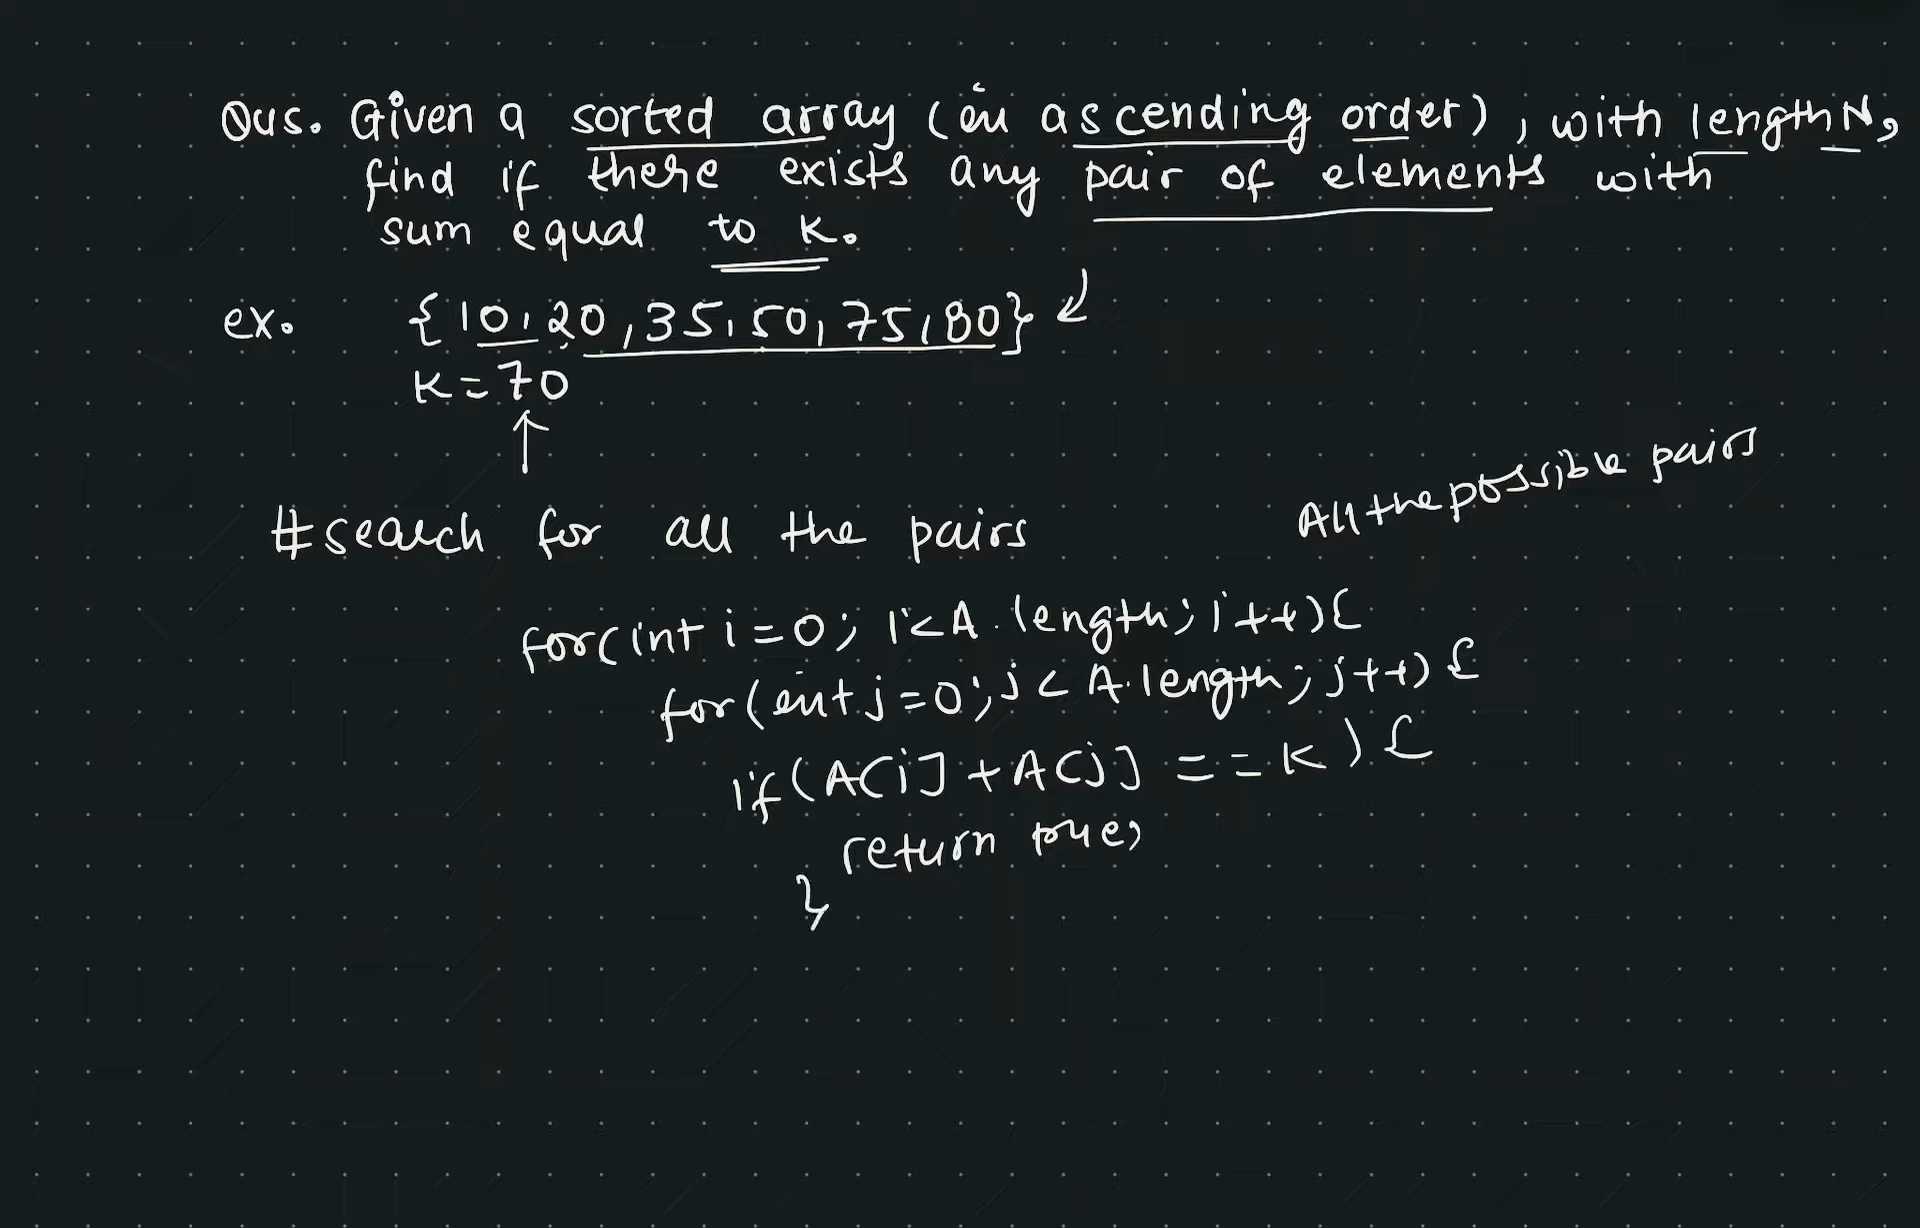 Ques. Given a sorted array (in ascending order), with length N,
find if there exists any pair of elements with
sum equal to K.
ex. {10, 20, 35, 50, 75, 80}
K = 70
# search for all the pairs
All the possible pairs
for(int i=0; i<A.length; i++){
for(int j=0; j<A.length; j++){
if(A[i]+A[j] == K){
return true;
}